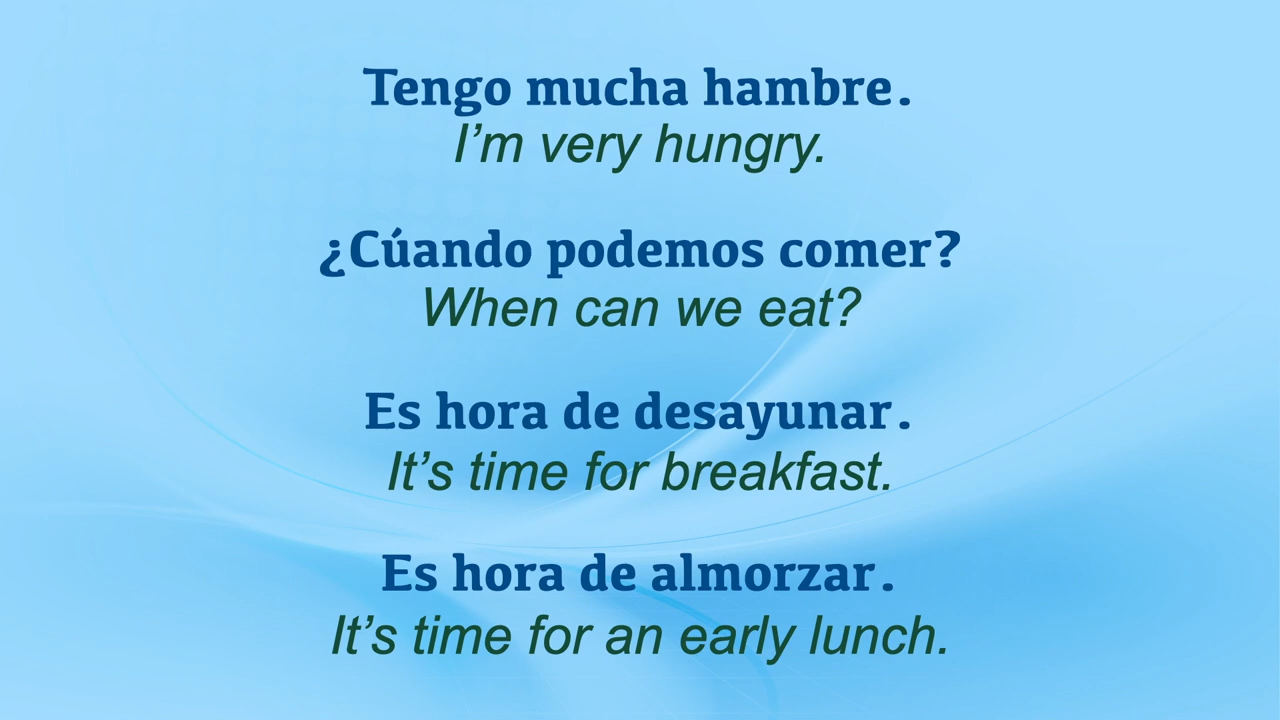 Tengo mucha hambre.
I’m very hungry.
¿Cúando podemos comer?
When can we eat?
Es hora de desayunar.
It’s time for breakfast.
Es hora de almorzar.
It’s time for an early lunch.